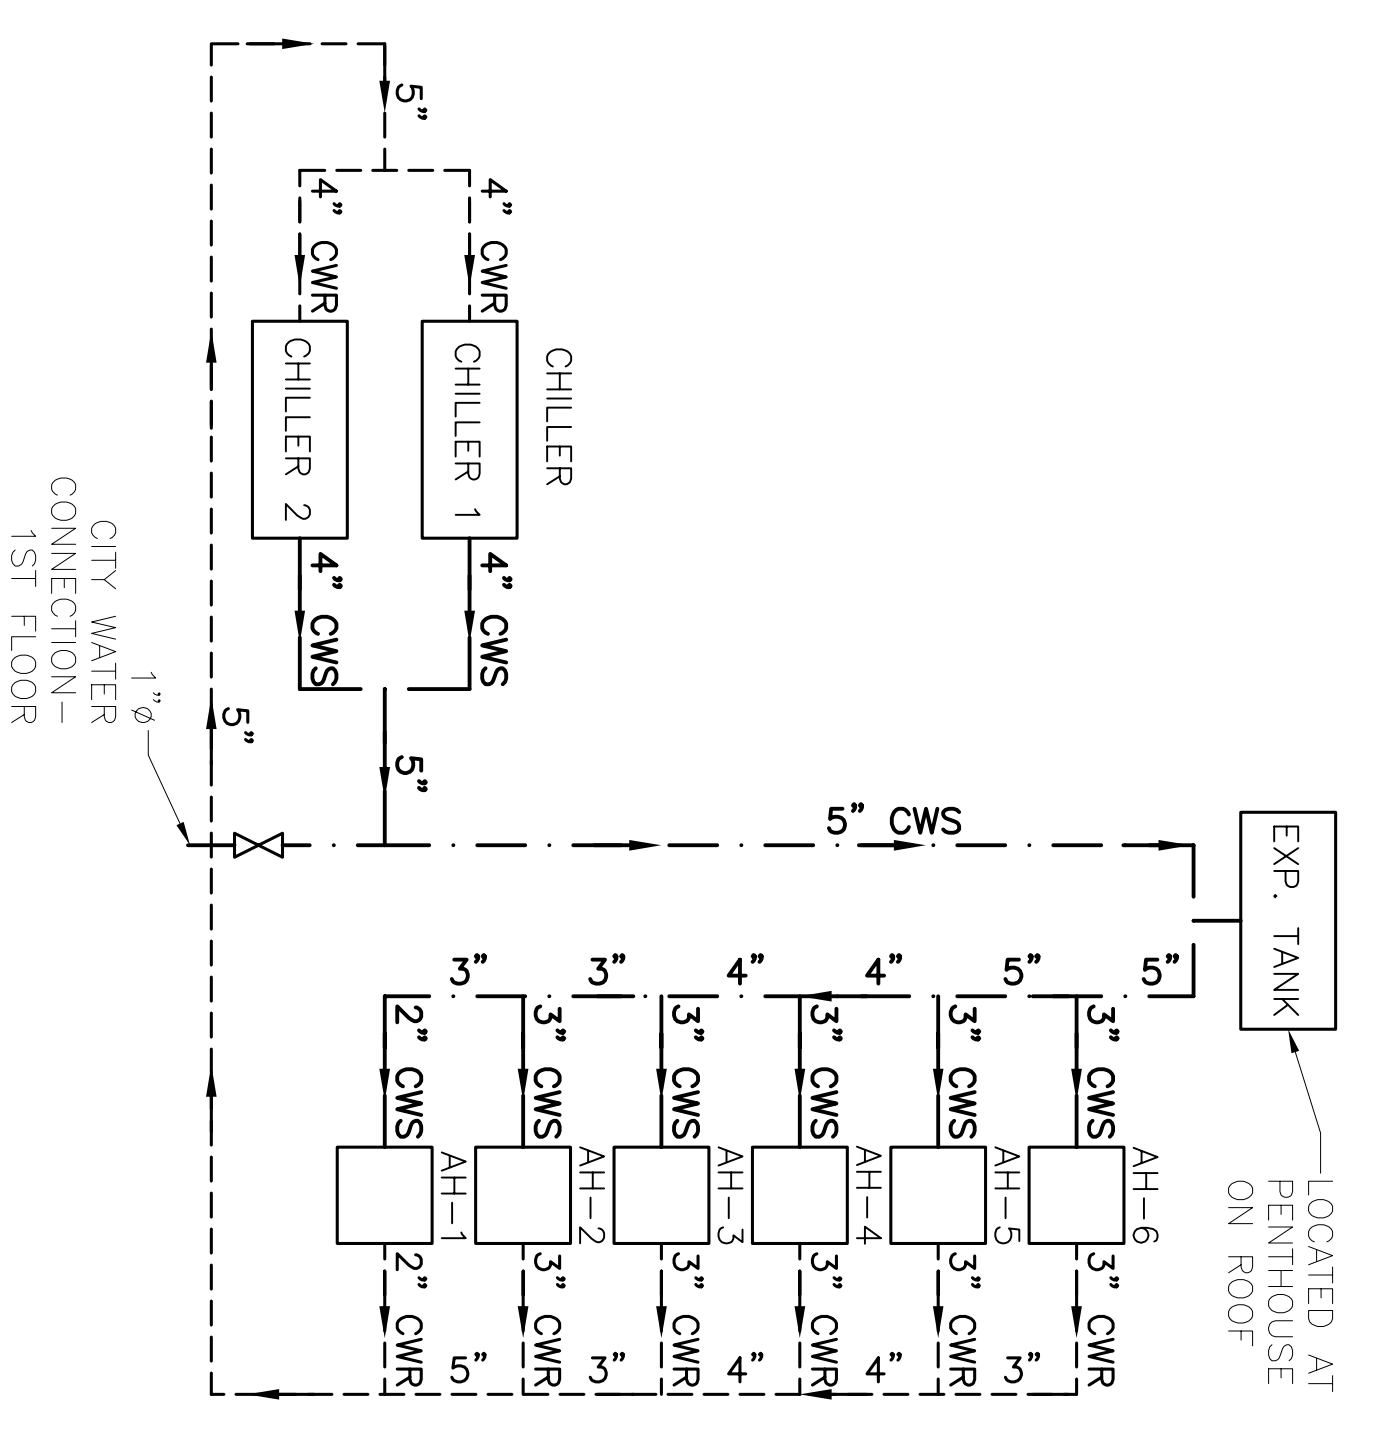 LOCATED AT
PENTHOUSE
ON ROOF
EXP. TANK
5" CWS
5"
5"
4"
4"
3"
3"
AH-6
3" CWS
3" CWR
AH-5
3" CWS
3" CWR
AH-4
3" CWS
3" CWR
AH-3
3" CWS
3" CWR
AH-2
3" CWS
3" CWR
AH-1
2" CWS
2" CWR
3"
4"
4"
3"
5"
CHILLER
4" CWR
CHILLER 1
4" CWS
5"
5"
4" CWR
CHILLER 2
4" CWS
5"
1"ø
CITY WATER
CONNECTION-
1ST FLOOR